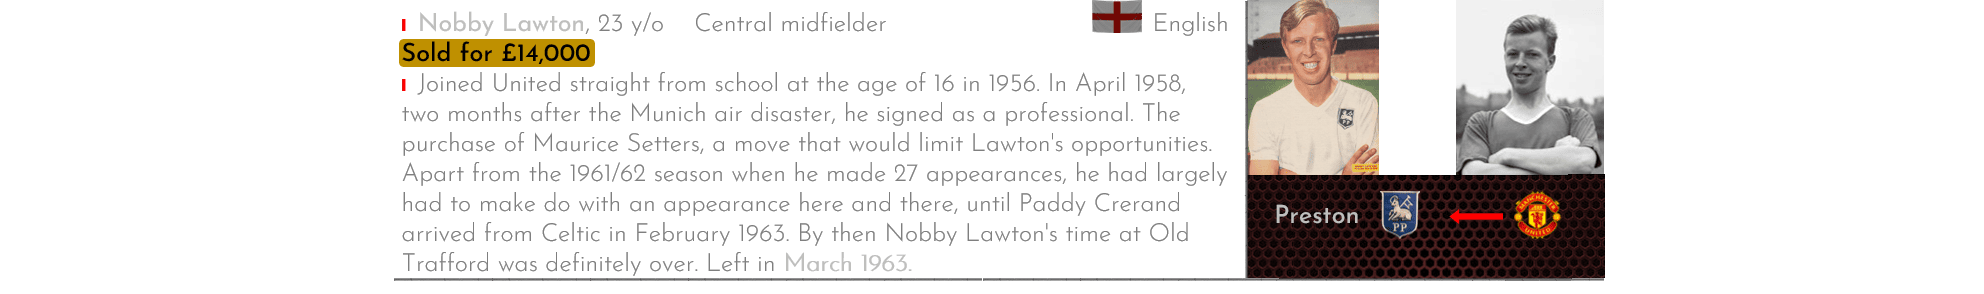 Nobby Lawton, 23 y/o Central midfielder English
Sold for £14,000
Joined United straight from school at the age of 16 in 1956. In April 1958,
two months after the Munich air disaster, he signed as a professional. The
purchase of Maurice Setters, a move that would limit Lawton's opportunities.
Apart from the 1961/62 season when he made 27 appearances, he had largely
had to make do with an appearance here and there, until Paddy Crerand
arrived from Celtic in February 1963. By then Nobby Lawton's time at Old
Trafford was definitely over. Left in March 1963.
PP
Preston
PP
MANCHESTER
UNITED